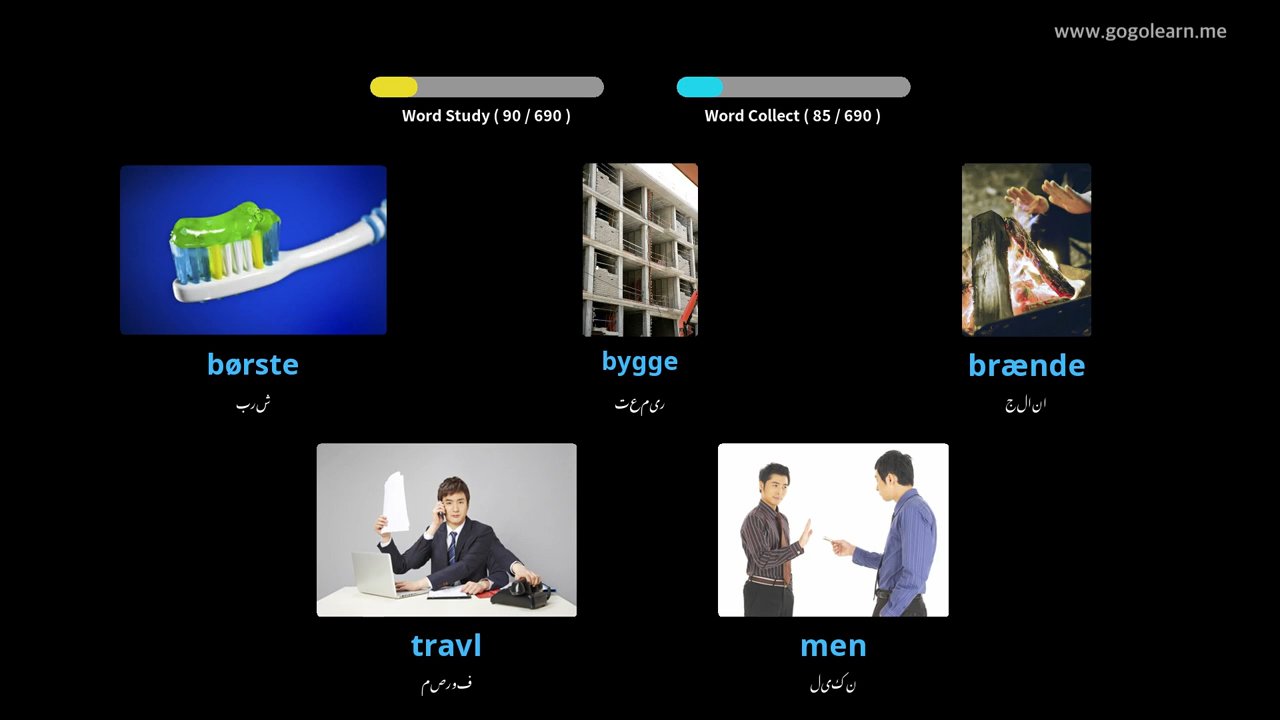 www.gogolearn.me
Word Study ( 90 / 690 )
Word Collect ( 85 / 690 )
børste
bygge
brænde
برش
تعمیر
جلانا
travl
men
مصروف
لیکن